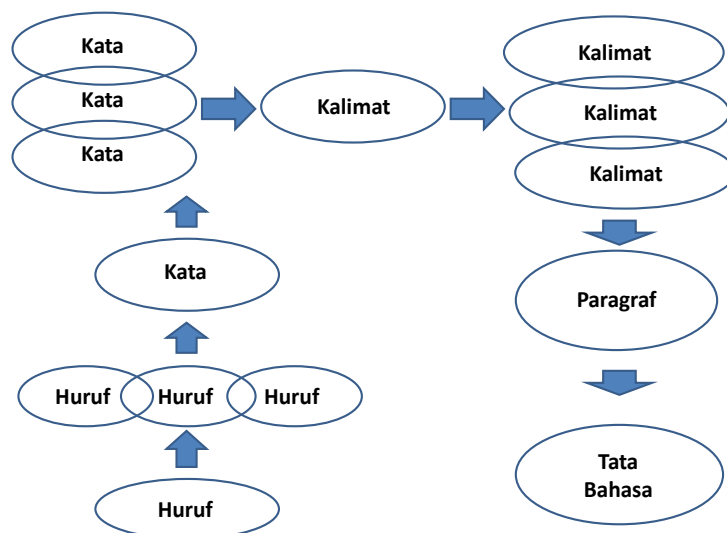 Kata
Kata
Kata
Kalimat
Kalimat
Kalimat
Kalimat
Kata
Paragraf
Huruf
Huruf
Huruf
Huruf
Tata
Bahasa